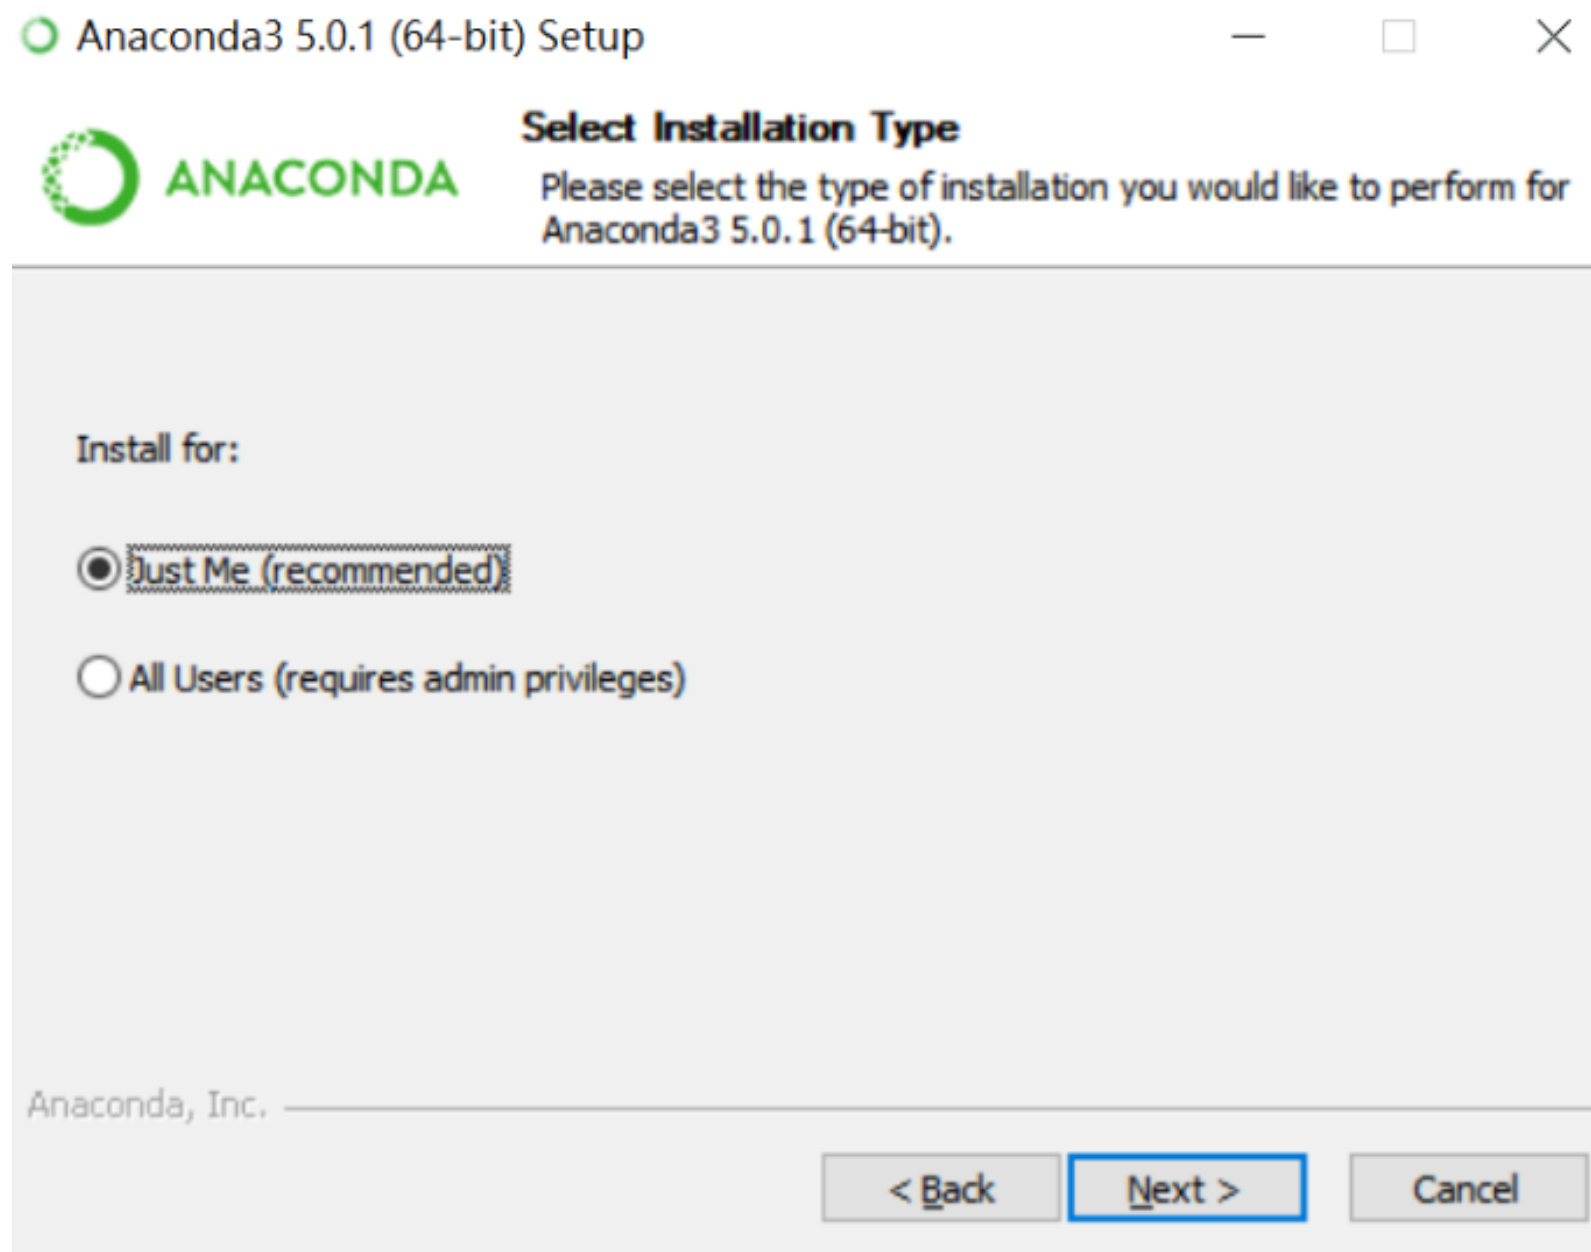 Anaconda3 5.0.1 (64-bit) Setup
ANACONDA
Select Installation Type
Please select the type of installation you would like to perform for
Anaconda3 5.0.1 (64-bit).
Install for:
Just Me (recommended)
All Users (requires admin privileges)
Anaconda, Inc.
< Back
Next >
Cancel